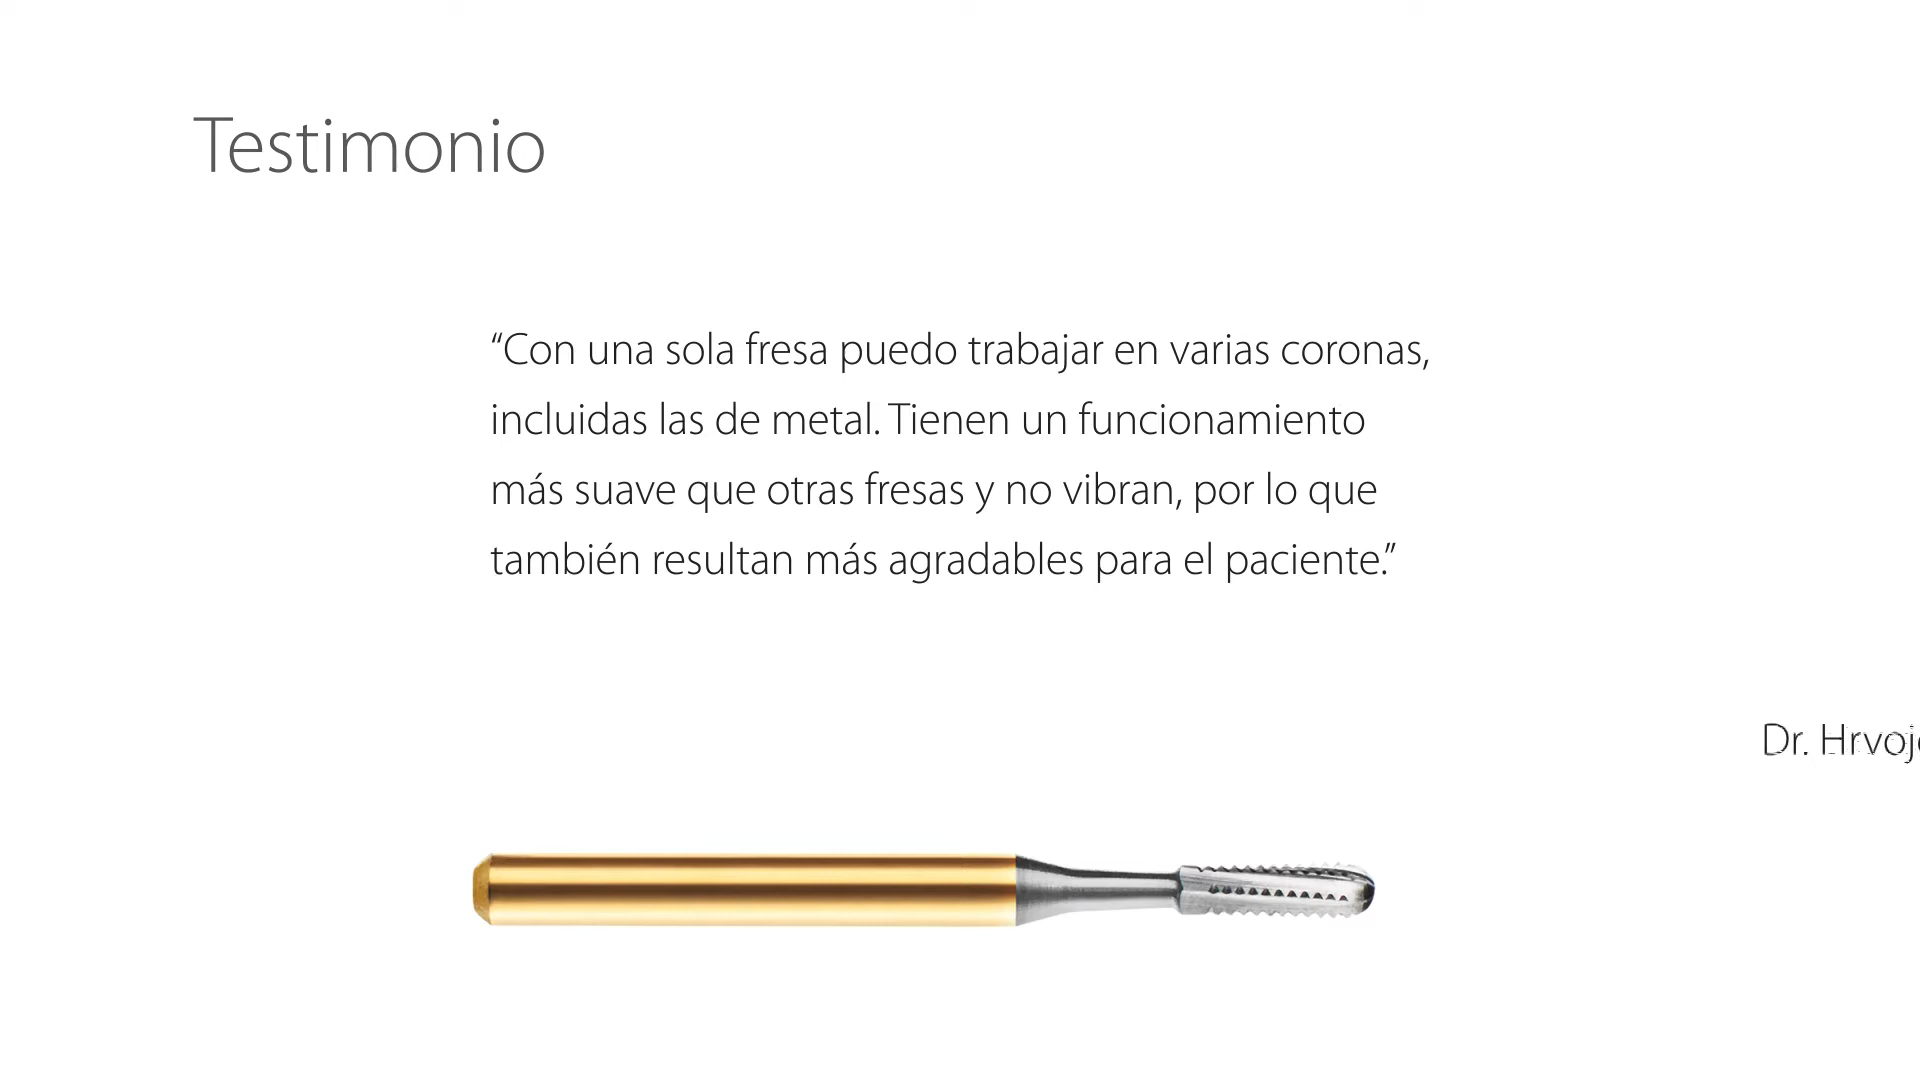 Testimonio
“Con una sola fresa puedo trabajar en varias coronas,
incluidas las de metal. Tienen un funcionamiento
más suave que otras fresas y no vibran, por lo que
también resultan más agradables para el paciente.”
Dr. Hrvoj